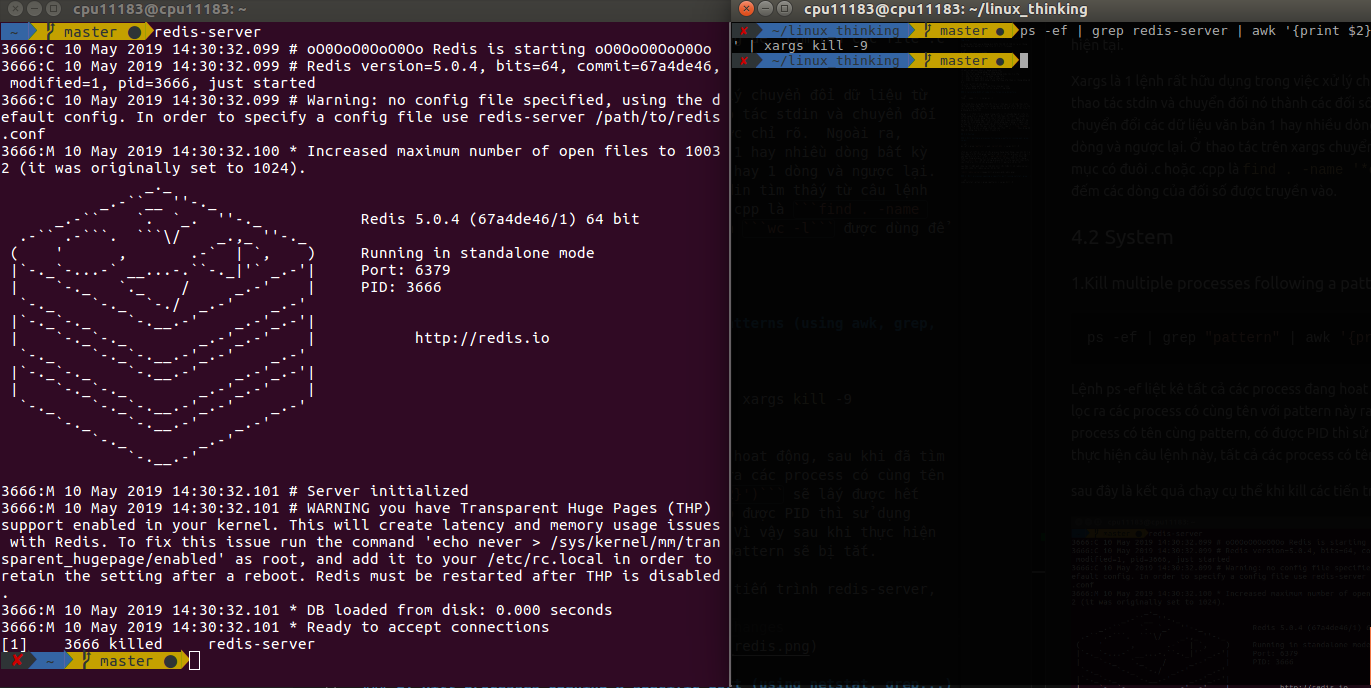 cpu11183@cpu11183: ~
~ master ● redis-server
3666:C 10 May 2019 14:30:32.099 # oO0OoO0OoO0Oo Redis is starting oO0OoO0OoO0Oo
3666:C 10 May 2019 14:30:32.099 # Redis version=5.0.4, bits=64, commit=67a4de46,
modified=1, pid=3666, just started
3666:C 10 May 2019 14:30:32.099 # Warning: no config file specified, using the d
efault config. In order to specify a config file use redis-server /path/to/redis
.conf
3666:M 10 May 2019 14:30:32.100 * Increased maximum number of open files to 1003
2 (it was originally set to 1024).
Redis 5.0.4 (67a4de46/1) 64 bit
Running in standalone mode
Port: 6379
PID: 3666
http://redis.io
3666:M 10 May 2019 14:30:32.101 # Server initialized
3666:M 10 May 2019 14:30:32.101 # WARNING you have Transparent Huge Pages (THP)
support enabled in your kernel. This will create latency and memory usage issues
with Redis. To fix this issue run the command 'echo never > /sys/kernel/mm/tran
sparent_hugepage/enabled' as root, and add it to your /etc/rc.local in order to
retain the setting after a reboot. Redis must be restarted after THP is disabled
.
3666:M 10 May 2019 14:30:32.101 * DB loaded from disk: 0.000 seconds
3666:M 10 May 2019 14:30:32.101 * Ready to accept connections
[1]    3666 killed     redis-server
✘ ~ master ●
cpu11183@cpu11183: ~/linux_thinking
✘ ~/linux_thinking master ● ps -ef | grep redis-server | awk '{print $2}
' | xargs kill -9
✘ ~/linux_thinking master ●
ý chuyển đổi dữ liệu từ
tác stdin và chuyển đổi
c chỉ rõ. Ngoài ra,
i hay nhiều dòng bất kỳ
hay 1 dòng và ngược lại.
in tìm thấy từ câu lệnh
cpp là ```find . -name
```wc -l``` được dùng để
atterns (using awk, grep,
xargs kill -9
hoạt động, sau khi đã tìm
a các process có cùng tên
sẽ lấy được hết
được PID thì sử dụng
Vì vậy sau khi thực hiện
attern sẽ bị tắt.
tiến trình redis-server,
redis.png)
hiện tại.
Xargs là 1 lệnh rất hữu dụng trong việc xử lý ch
thao tác stdin và chuyển đổi nó thành các đối số
chuyển đổi các dữ liệu văn bản 1 hay nhiều dòn
dòng và ngược lại. Ở thao tác trên xargs chuyển
mục có đuôi .c hoặc .cpp là find . -name '
đếm các dòng của đối số được truyền vào.
4.2 System
1.Kill multiple processes following a patt
ps -ef | grep "pattern" | awk '{pr
Lệnh ps -ef liệt kê tất cả các process đang hoạt
lọc ra các process có cùng tên với pattern này ra
process có tên cùng pattern, có được PID thì sử
thực hiện câu lệnh này, tất cả các process có tên
sau đây là kết quả chạy cụ thể khi kill các tiến tr